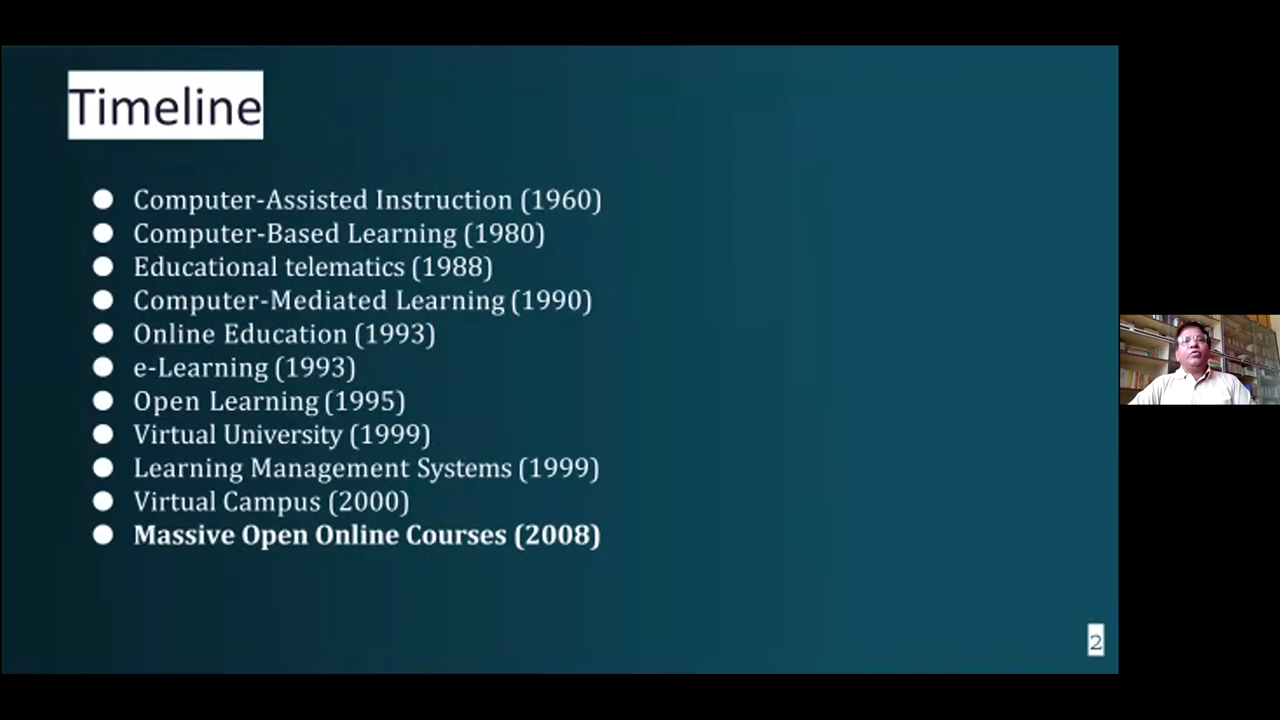 Timeline
● Computer-Assisted Instruction (1960)
● Computer-Based Learning (1980)
● Educational telematics (1988)
● Computer-Mediated Learning (1990)
● Online Education (1993)
● e-Learning (1993)
● Open Learning (1995)
● Virtual University (1999)
● Learning Management Systems (1999)
● Virtual Campus (2000)
● Massive Open Online Courses (2008)
2